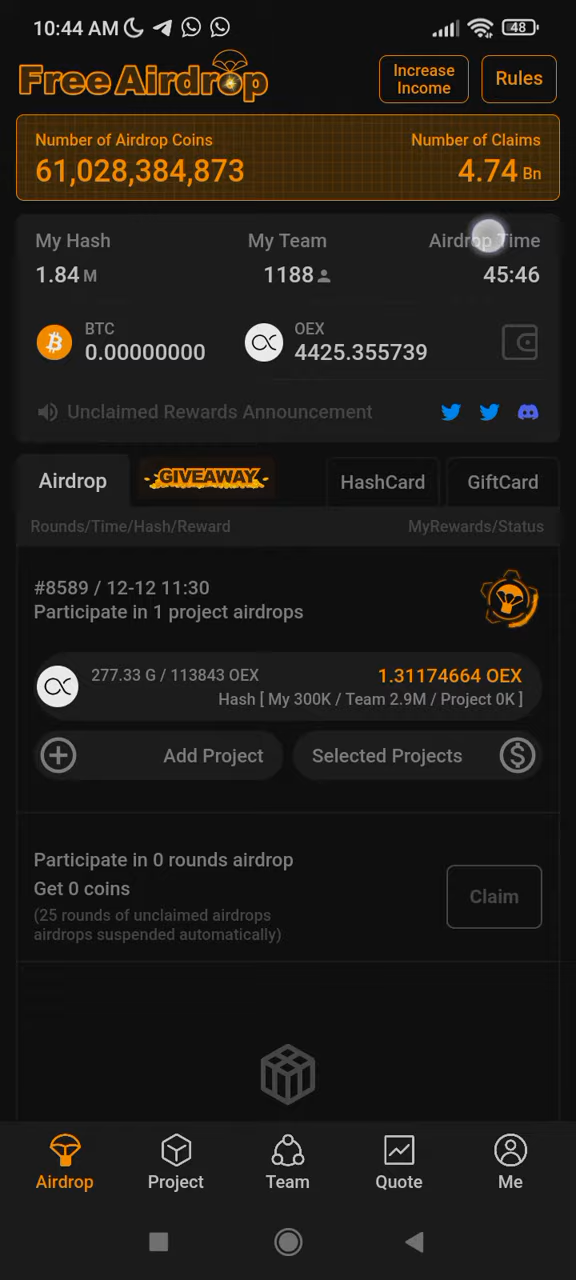 10:44 AM
48
Free Airdrop
Increase Income
Rules
Number of Airdrop Coins
Number of Claims
61,028,384,873
4.74 Bn
My Hash
My Team
Airdrop Time
1.84 M
1188
45:46
BTC
0.00000000
OEX
4425.355739
Unclaimed Rewards Announcement
Airdrop
GIVEAWAY
HashCard
GiftCard
Rounds/Time/Hash/Reward
MyRewards/Status
#8589 / 12-12 11:30
Participate in 1 project airdrops
277.33 G / 113843 OEX
1.31174664 OEX
Hash [ My 300K / Team 2.9M / Project 0K ]
Add Project
Selected Projects
Participate in 0 rounds airdrop
Get 0 coins
(25 rounds of unclaimed airdrops
airdrops suspended automatically)
Claim
Airdrop
Project
Team
Quote
Me